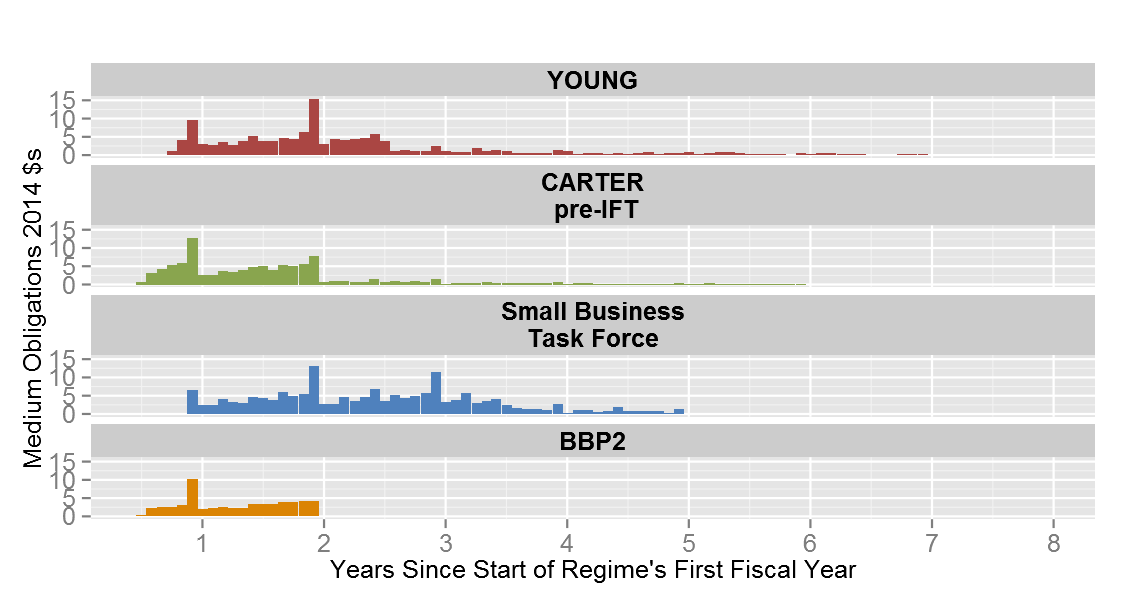 YOUNG
15
10
5
0
CARTER
pre-IFT
15
10
5
0
Small Business
Task Force
15
10
5
0
BBP2
15
10
5
0
Medium Obligations 2014 $s
1 2 3 4 5 6 7 8
Years Since Start of Regime's First Fiscal Year